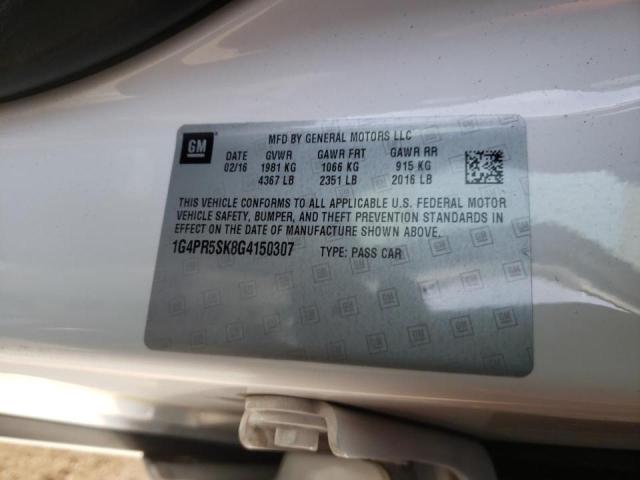 GM
MFD BY GENERAL MOTORS LLC
DATE GVWR GAWR FRT GAWR RR
02/16 1981 KG 1066 KG 915 KG
4367 LB 2351 LB 2016 LB
THIS VEHICLE CONFORMS TO ALL APPLICABLE U.S. FEDERAL MOTOR
VEHICLE SAFETY, BUMPER, AND THEFT PREVENTION STANDARDS IN
EFFECT ON THE DATE OF MANUFACTURE SHOWN ABOVE.
1G4PR5SK8G4150307 TYPE: PASS CAR